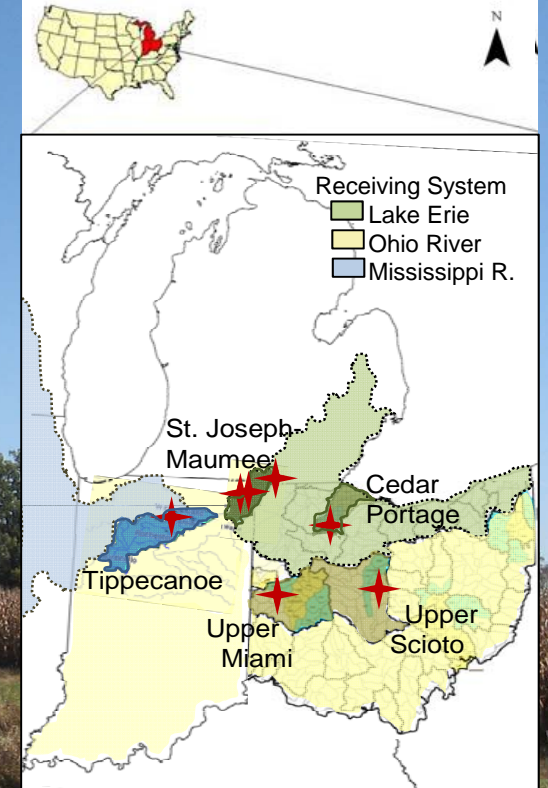 N
Receiving System
Lake Erie
Ohio River
Mississippi R.
St. Joseph-
Maumee
Cedar
Portage
Tippecanoe
Upper
Miami
Upper
Scioto